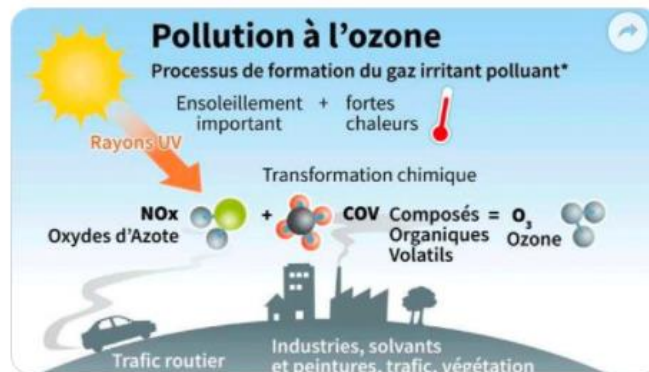 Pollution à l'ozone
Processus de formation du gaz irritant polluant*
Ensoleillement + fortes
important chaleurs
Rayons UV
Transformation chimique
NOx + COV Composés = O₃
Oxydes d'Azote Organiques Ozone
Volatils
Trafic routier
Industries, solvants
et peintures, trafic, végétation